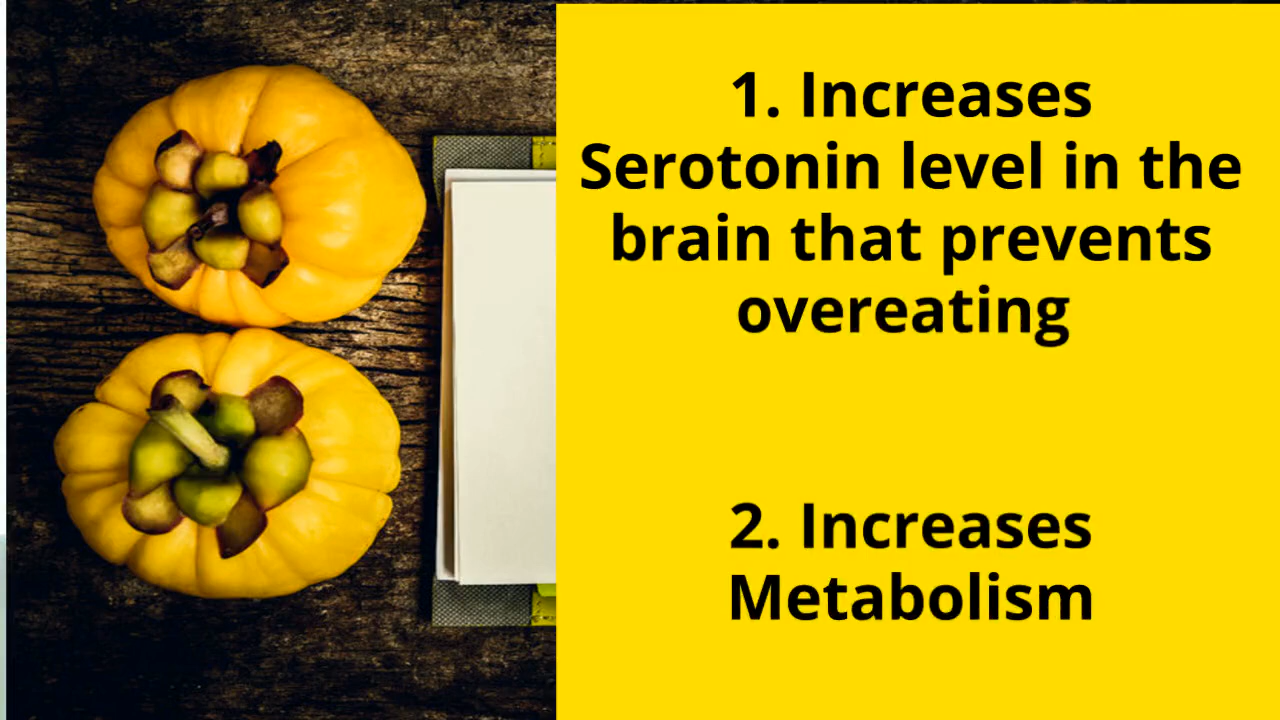 1. Increases
Serotonin level in the
brain that prevents
overeating
2. Increases
Metabolism